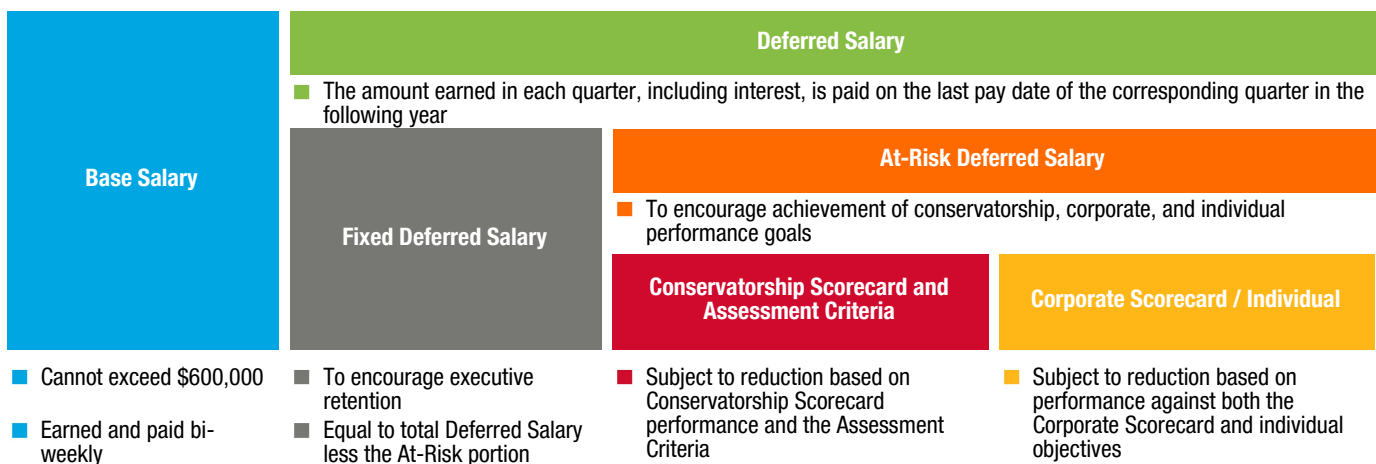 Deferred Salary
■ The amount earned in each quarter, including interest, is paid on the last pay date of the corresponding quarter in the
following year
Base Salary
Fixed Deferred Salary
At-Risk Deferred Salary
■ To encourage achievement of conservatorship, corporate, and individual
performance goals
Conservatorship Scorecard and
Assessment Criteria
Corporate Scorecard / Individual
■ Cannot exceed $600,000
■ Earned and paid bi-
weekly
■ To encourage executive
retention
■ Equal to total Deferred Salary
less the At-Risk portion
■ Subject to reduction based on
Conservatorship Scorecard
performance and the Assessment
Criteria
■ Subject to reduction based on
performance against both the
Corporate Scorecard and individual
objectives